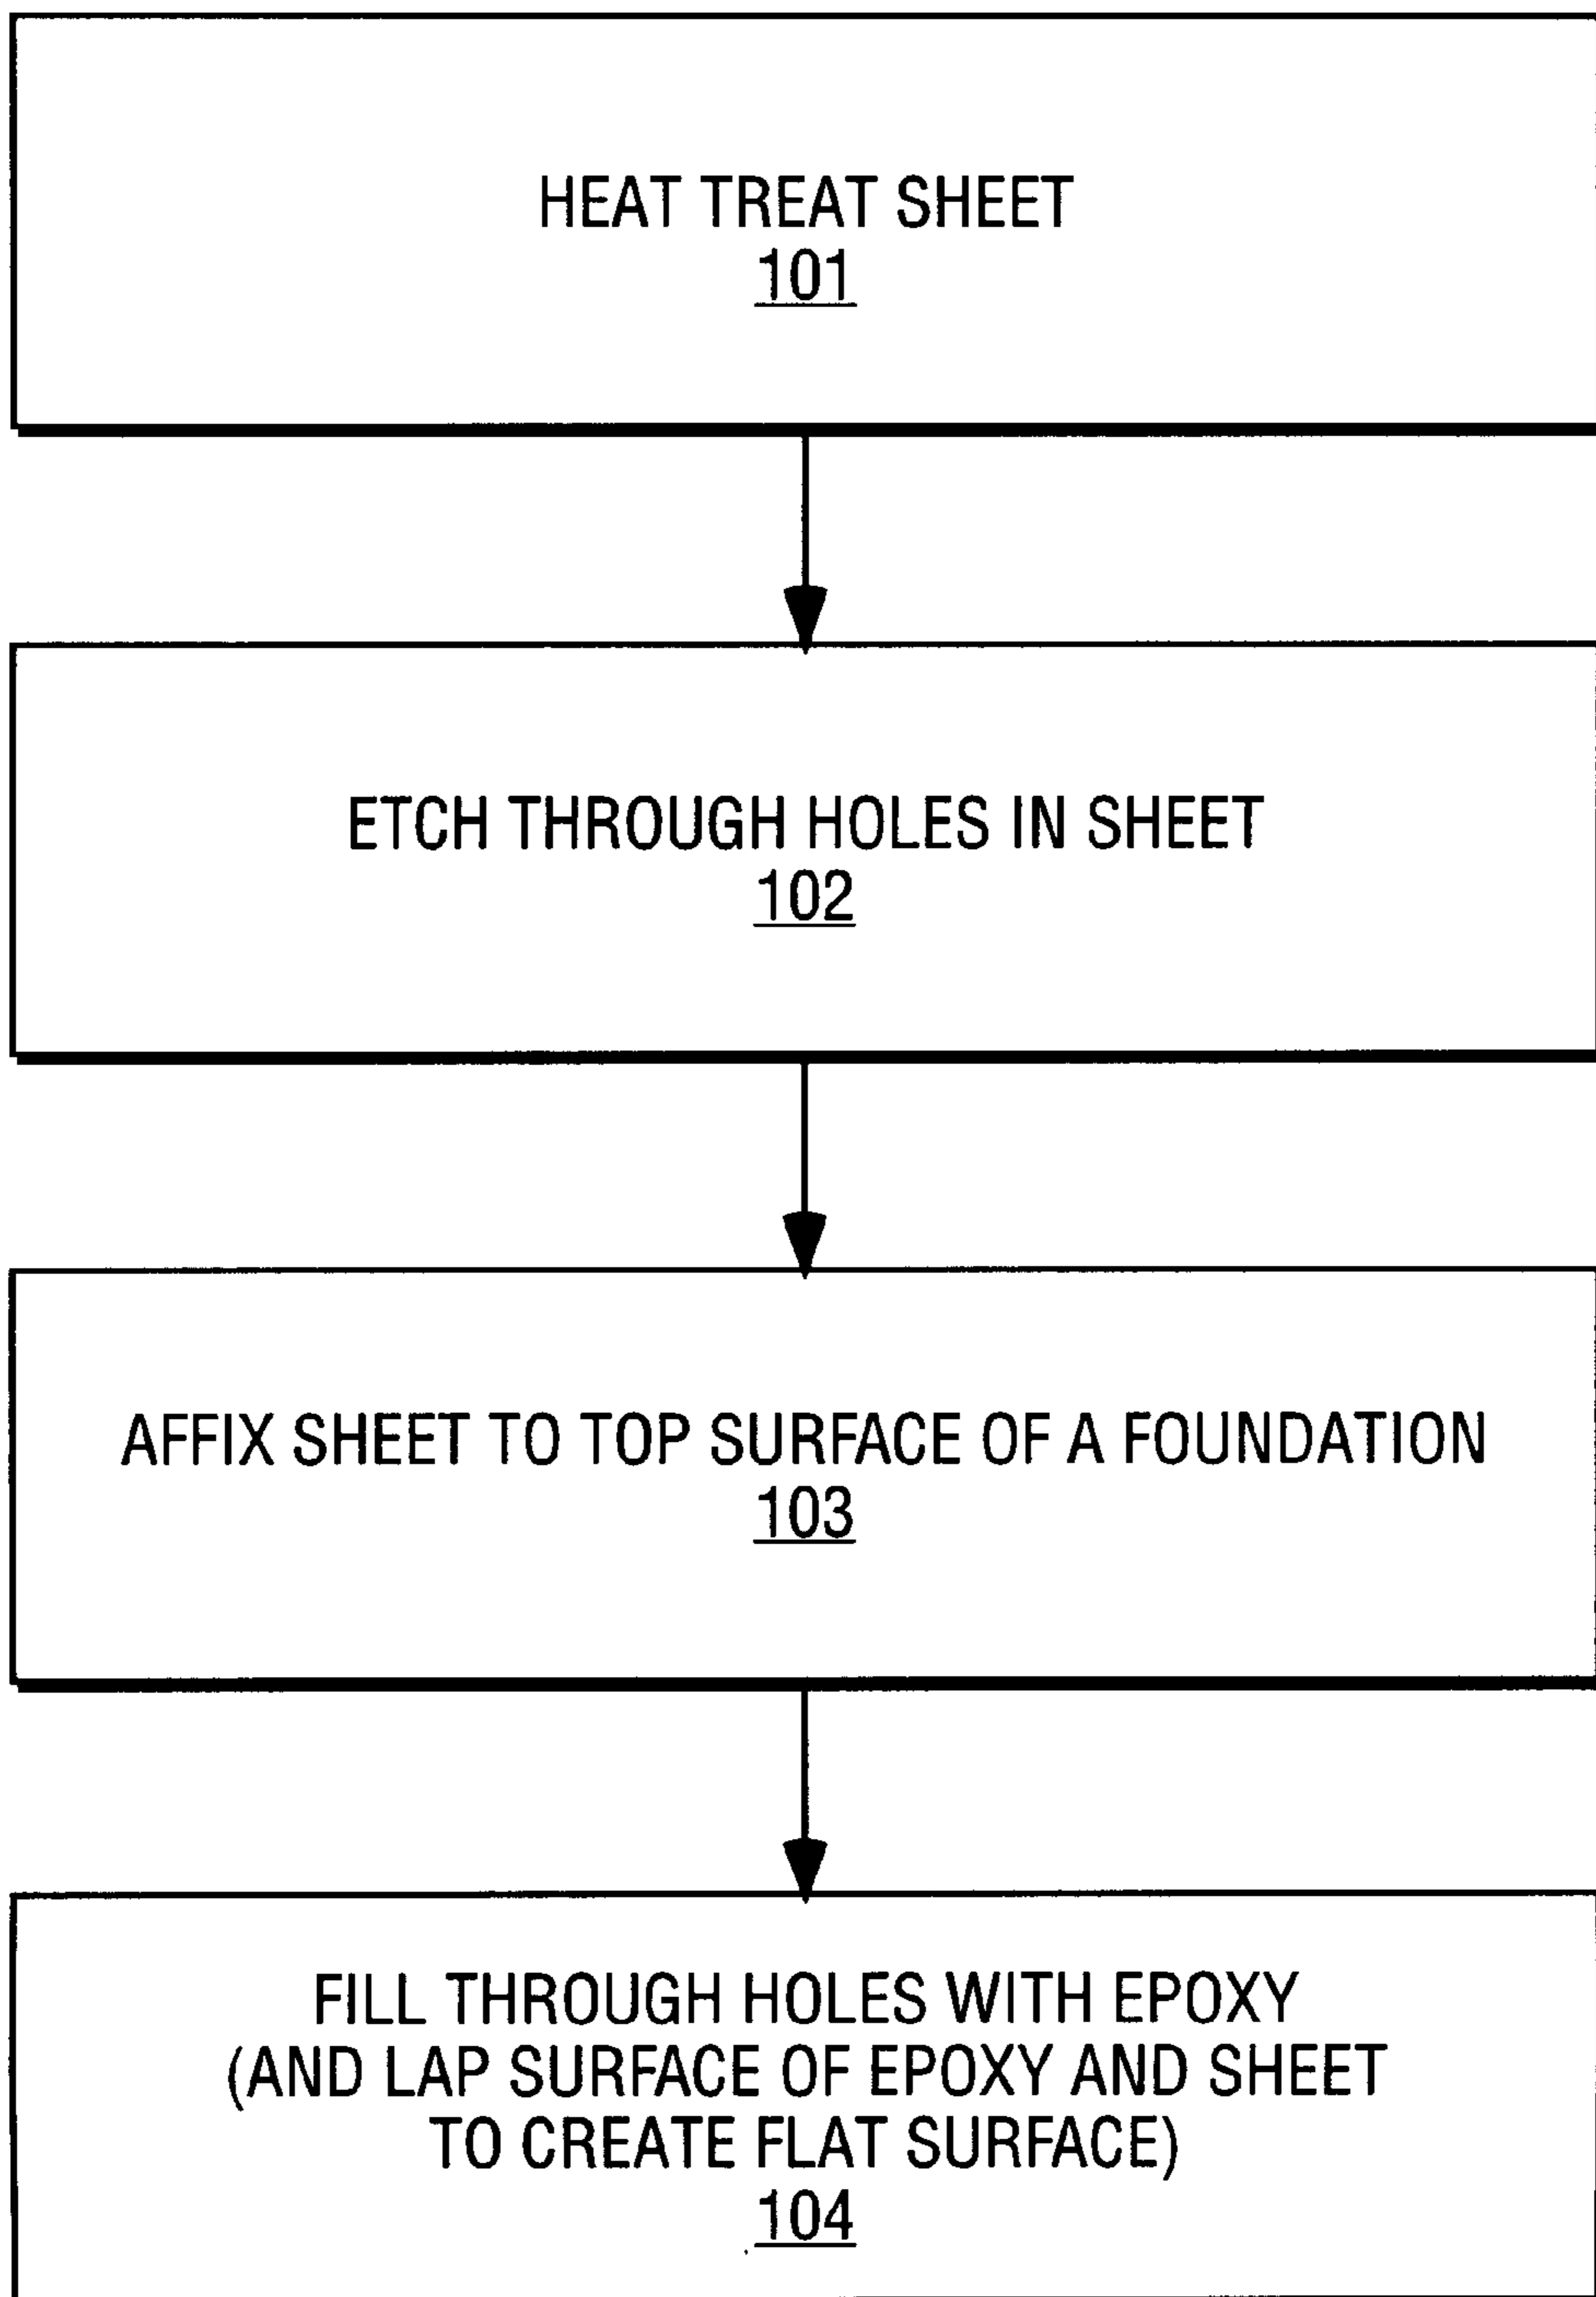 HEAT TREAT SHEET
101
ETCH THROUGH HOLES IN SHEET
102
AFFIX SHEET TO TOP SURFACE OF A FOUNDATION
103
FILL THROUGH HOLES WITH EPOXY
(AND LAP SURFACE OF EPOXY AND SHEET
TO CREATE FLAT SURFACE)
104